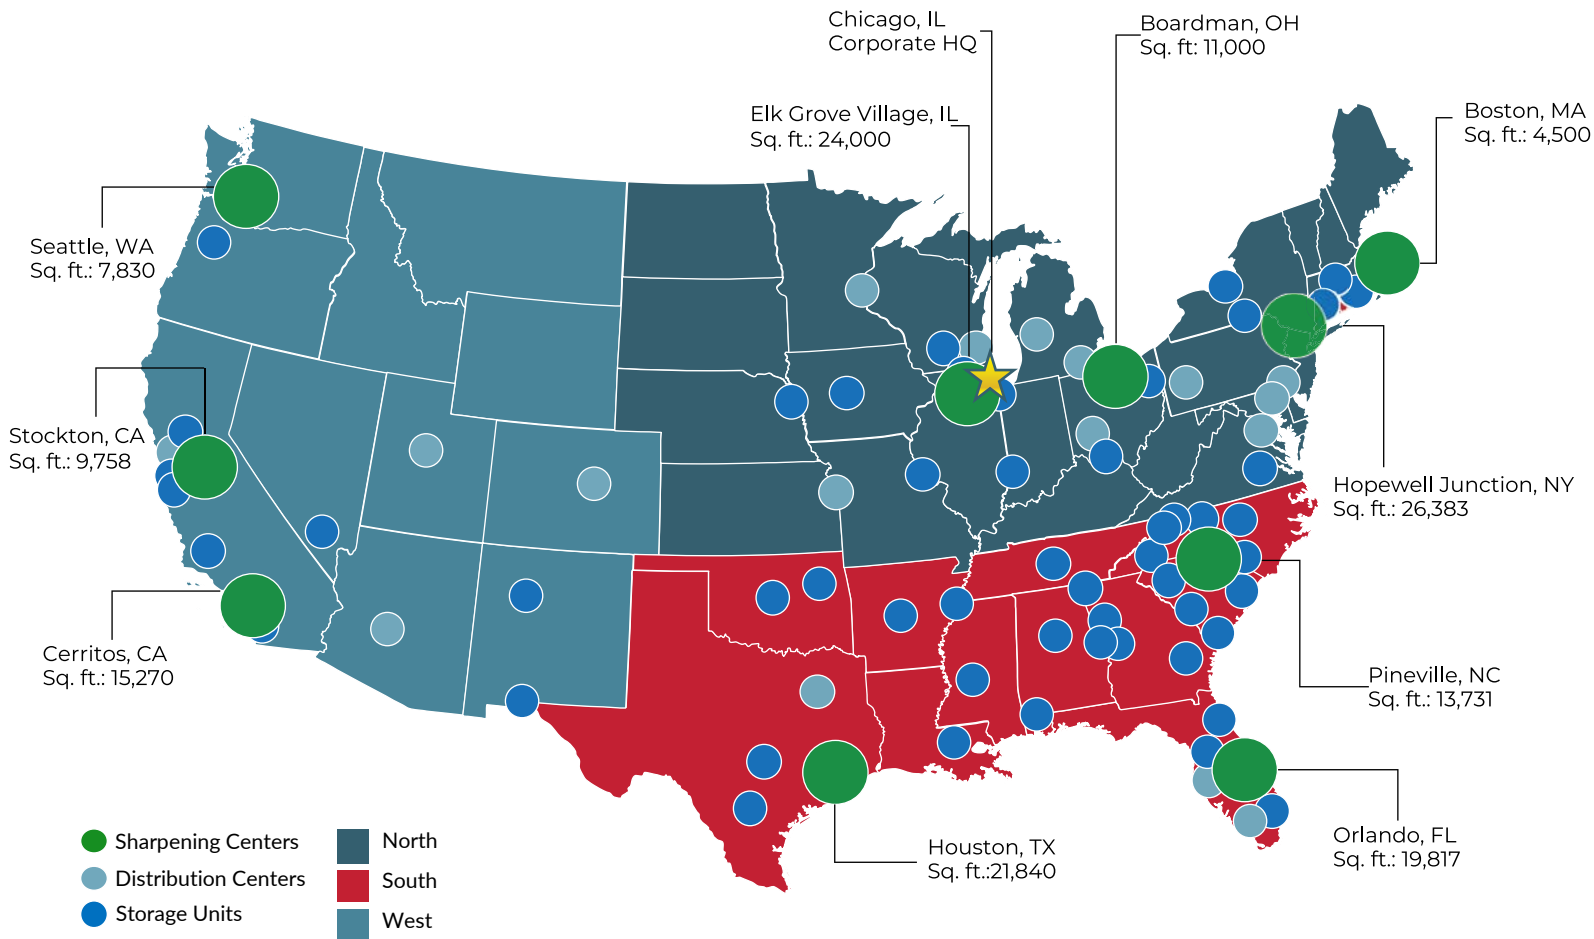 Chicago, IL
Corporate HQ
Boardman, OH
Sq. ft: 11,000
Elk Grove Village, IL
Sq. ft.: 24,000
Boston, MA
Sq. ft.: 4,500
Seattle, WA
Sq. ft.: 7,830
Stockton, CA
Sq. ft.: 9,758
Hopewell Junction, NY
Sq. ft.: 26,383
Cerritos, CA
Sq. ft.: 15,270
Pineville, NC
Sq. ft.: 13,731
Houston, TX
Sq. ft.:21,840
Orlando, FL
Sq. ft.: 19,817
Sharpening Centers
Distribution Centers
Storage Units
North
South
West